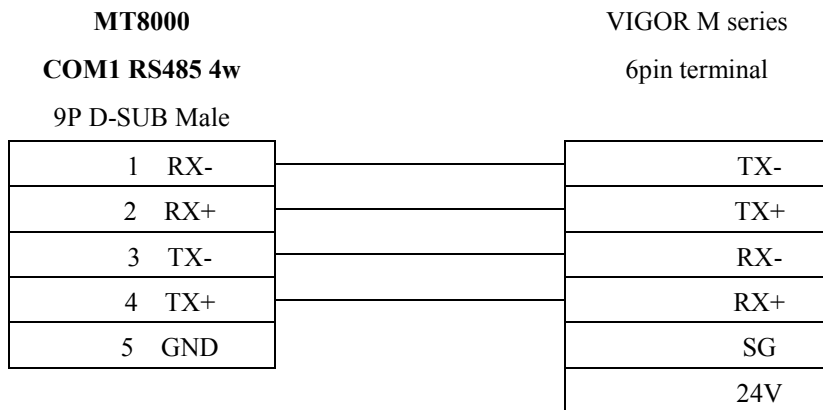 MT8000 VIGOR M series
COM1 RS485 4w 6pin terminal
9P D-SUB Male
1 RX- TX-
2 RX+ TX+
3 TX- RX-
4 TX+ RX+
5 GND SG
24V